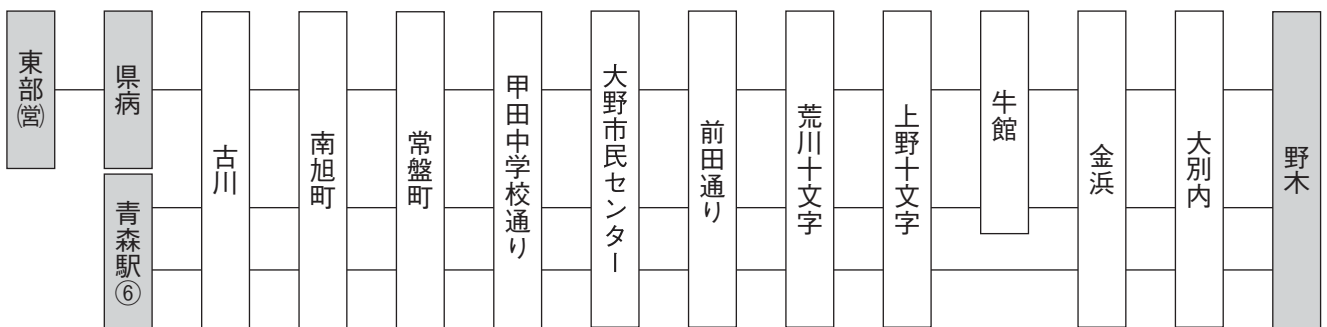 東部㈺
県病
青森駅⑥
古川
南旭町
常盤町
甲田中学校通り
大野市民センター
前田通り
荒川十文字
上野十文字
牛館
金浜
大別内
野木